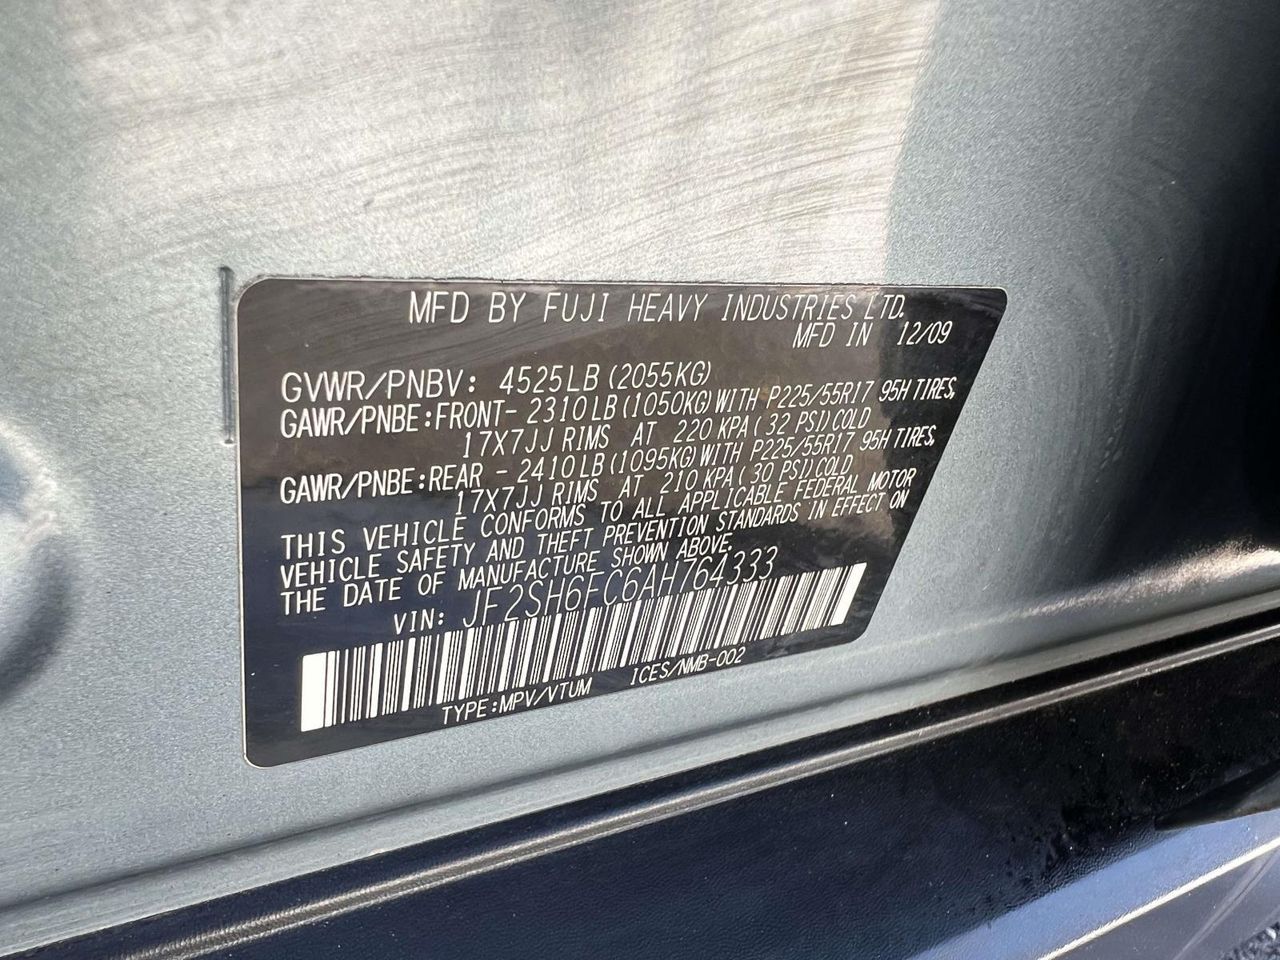 MFD BY FUJI HEAVY INDUSTRIES LTD.
MFD IN 12/09
GVWR/PNBV: 4525LB (2055KG)
GAWR/PNBE:FRONT- 2310LB(1050KG)WITH P225/55R17 95H TIRES,
17X7JJ RIMS AT 220 KPA(32 PSI)COLD
GAWR/PNBE:REAR - 2410LB(1095KG)WITH P225/55R17 95H TIRES,
17X7JJ RIMS AT 210 KPA(30 PSI)COLD
THIS VEHICLE CONFORMS TO ALL APPLICABLE FEDERAL MOTOR
VEHICLE SAFETY AND THEFT PREVENTION STANDARDS IN EFFECT ON
THE DATE OF MANUFACTURE SHOWN ABOVE.
VIN: JF2SH6FC6AH764333
TYPE:MPV/VTUM ICES/NMB-002